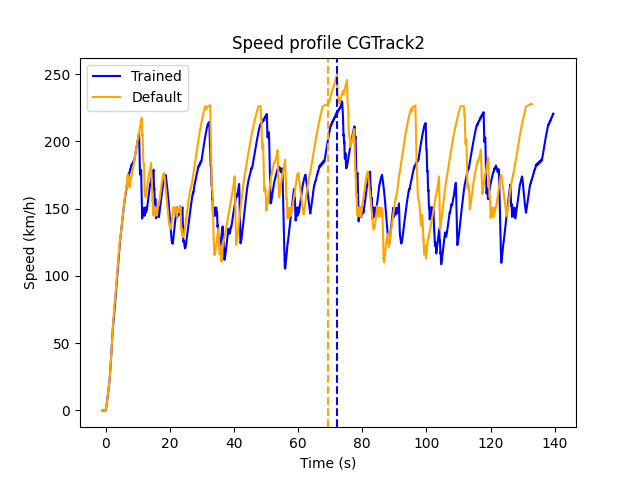 Speed profile CGTrack2
Trained
Default
250
200
150
100
50
0
Speed (km/h)
0 20 40 60 80 100 120 140
Time (s)